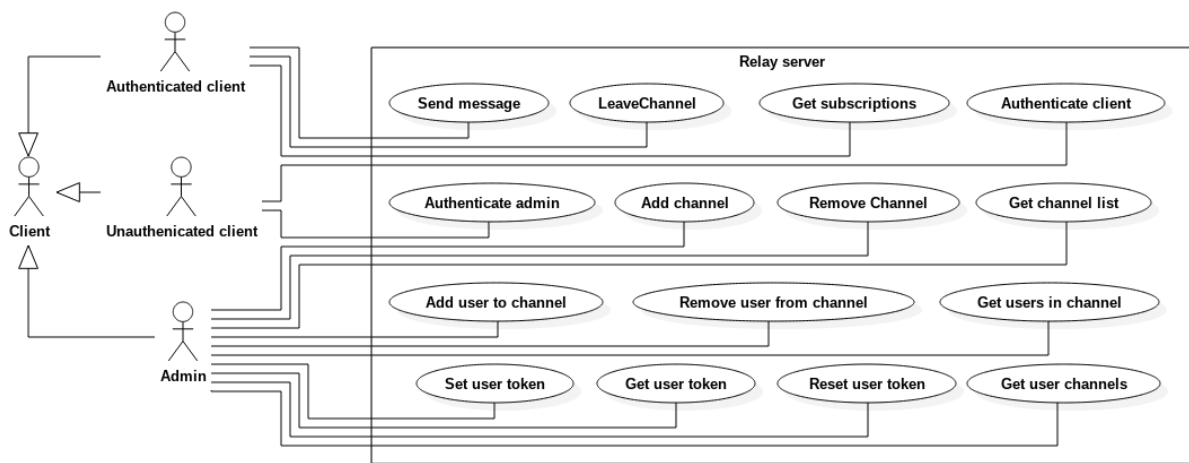 Authenticated client
Relay server
Send message
LeaveChannel
Get subscriptions
Authenticate client
Client
Unauthenicated client
Authenticate admin
Add channel
Remove Channel
Get channel list
Add user to channel
Remove user from channel
Get users in channel
Admin
Set user token
Get user token
Reset user token
Get user channels